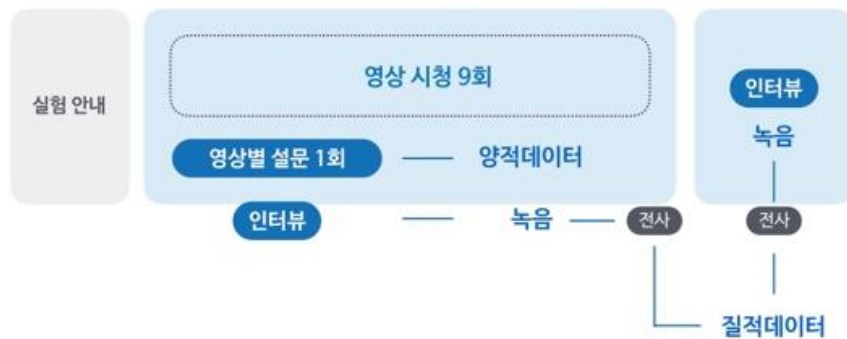 실험 안내
영상 시청 9회
영상별 설문 1회
양적데이터
인터뷰
녹음
전사
인터뷰
녹음
전사
질적데이터